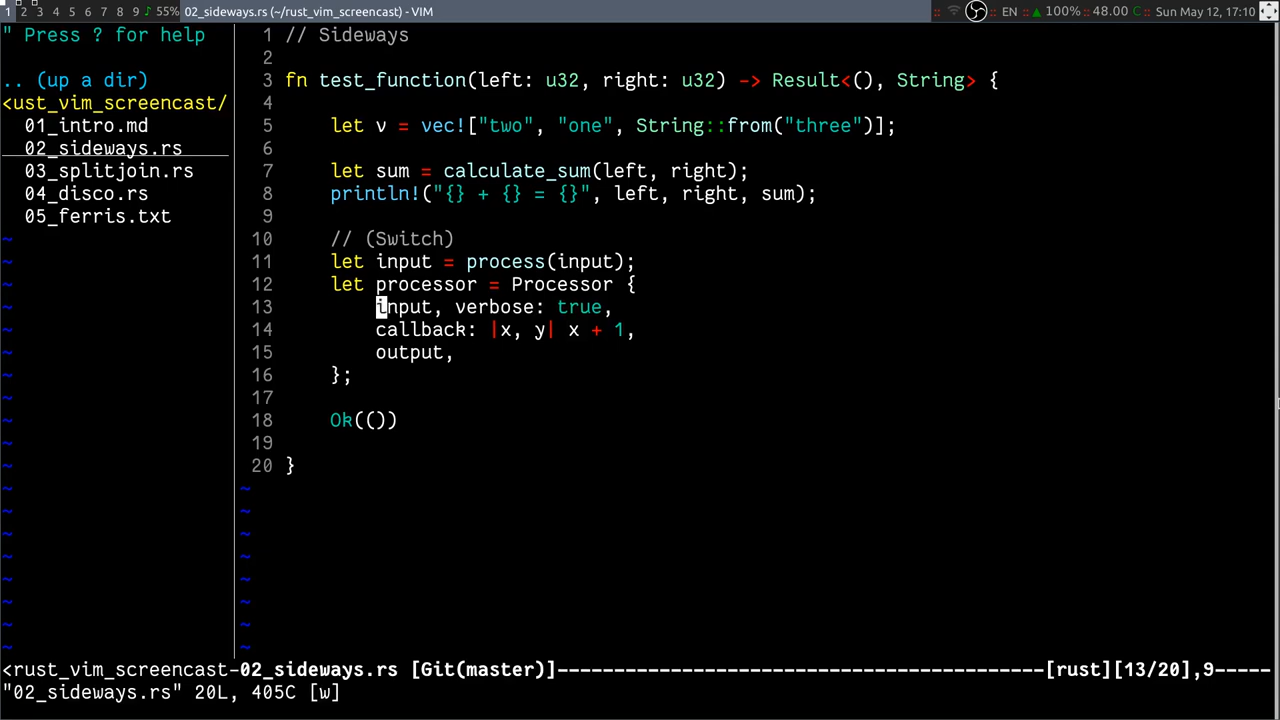 1 2 3 4 5 6 7 8 9 ♪ 55% 02_sideways.rs (~/rust_vim_screencast) - VIM :: :: EN :: ▲ 100% :: 48.00 C :: Sun May 12, 17:10
" Press ? for help
.. (up a dir)
<ust_vim_screencast/
01_intro.md
02_sideways.rs
03_splitjoin.rs
04_disco.rs
05_ferris.txt
~
1 // Sideways
2
3 fn test_function(left: u32, right: u32) -> Result<(), String> {
4
5 let v = vec!["two", "one", String::from("three")];
6
7 let sum = calculate_sum(left, right);
8 println!("{} + {} = {}", left, right, sum);
9
10 // (Switch)
11 let input = process(input);
12 let processor = Processor {
13 input, verbose: true,
14 callback: |x, y| x + 1,
15 output,
16 };
17
18 Ok(())
19
20 }
~
<rust_vim_screencast-02_sideways.rs [Git(master)]-------------------------------------------[rust][13/20],9-----
"02_sideways.rs" 20L, 405C [w]